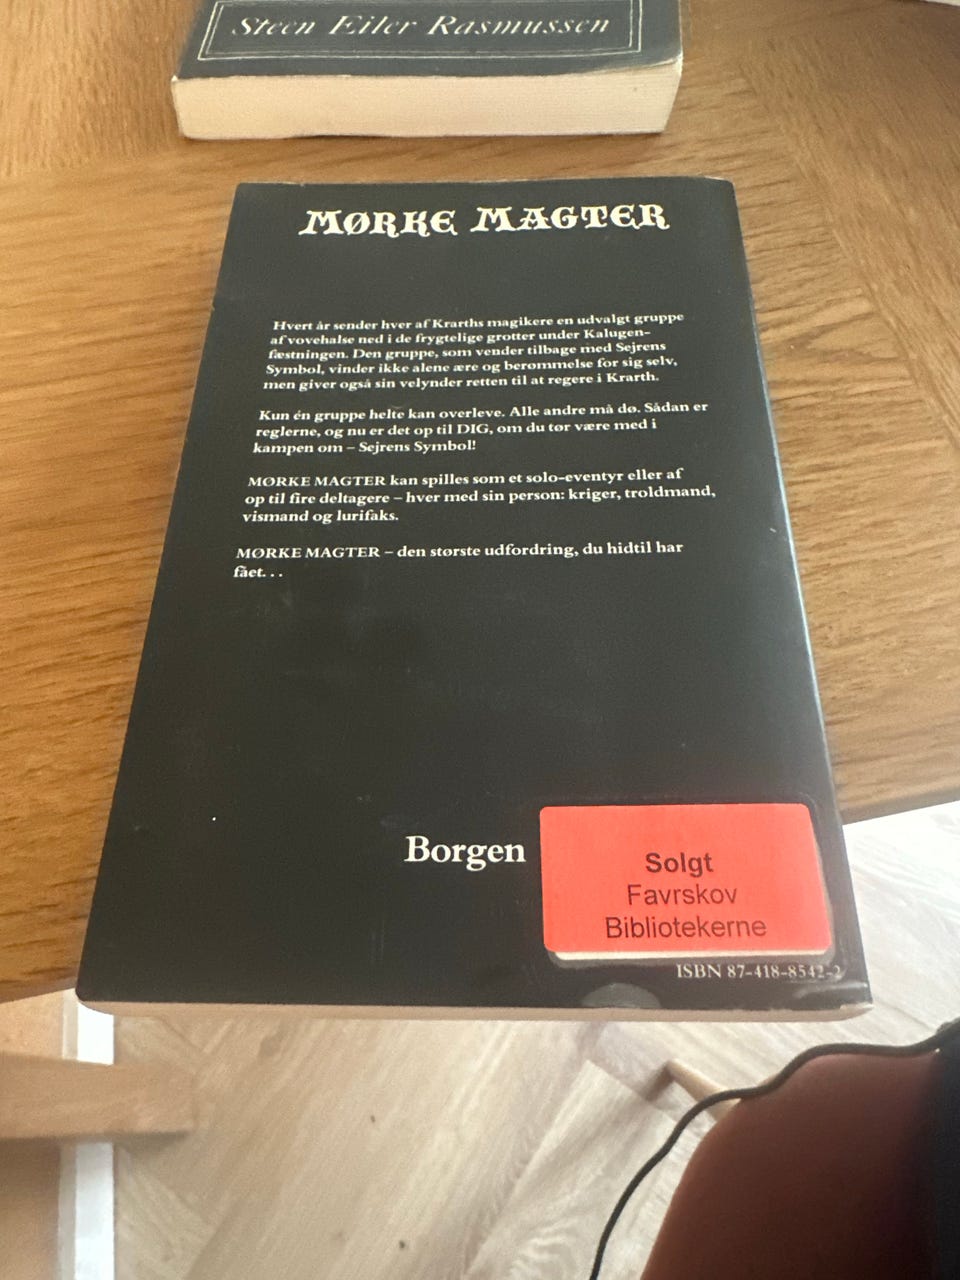 Steen Eiler Rasmussen
MØRKE MAGTER
Hvert år sender hver af Krarths magikere en udvalgt gruppe
af vovehalse ned i de frygtelige grotter under Kalugen-
fæstningen. Den gruppe, som vender tilbage med Sejrens
Symbol, vinder ikke alene ære og berømmelse for sig selv,
men giver også sin velynder retten til at regere i Krarth.
Kun én gruppe helte kan overleve. Alle andre må dø. Sådan er
reglerne, og nu er det op til DIG, om du tør være med i
kampen om – Sejrens Symbol!
MØRKE MAGTER kan spilles som et solo-eventyr eller af
op til fire deltagere – hver med sin person: kriger, troldmand,
vismand og lurifaks.
MØRKE MAGTER – den største udfordring, du hidtil har
fået. . .
Borgen
Solgt
Favrskov
Bibliotekerne
ISBN 87-418-8542-2